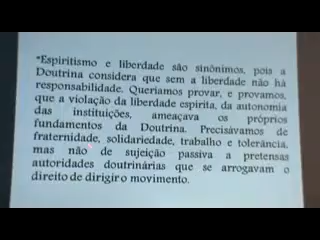 "Espiritismo e liberdade são sinônimos, pois a
Doutrina considera que sem a liberdade não há
responsabilidade. Queríamos provar, e provamos,
que a violação da liberdade espírita, da autonomia
das instituições, ameaçava os próprios
fundamentos da Doutrina. Precisávamos de
fraternidade, solidariedade, trabalho e tolerância,
mas não de sujeição passiva a pretensas
autoridades doutrinárias que se arrogavam o
direito de dirigir o movimento.